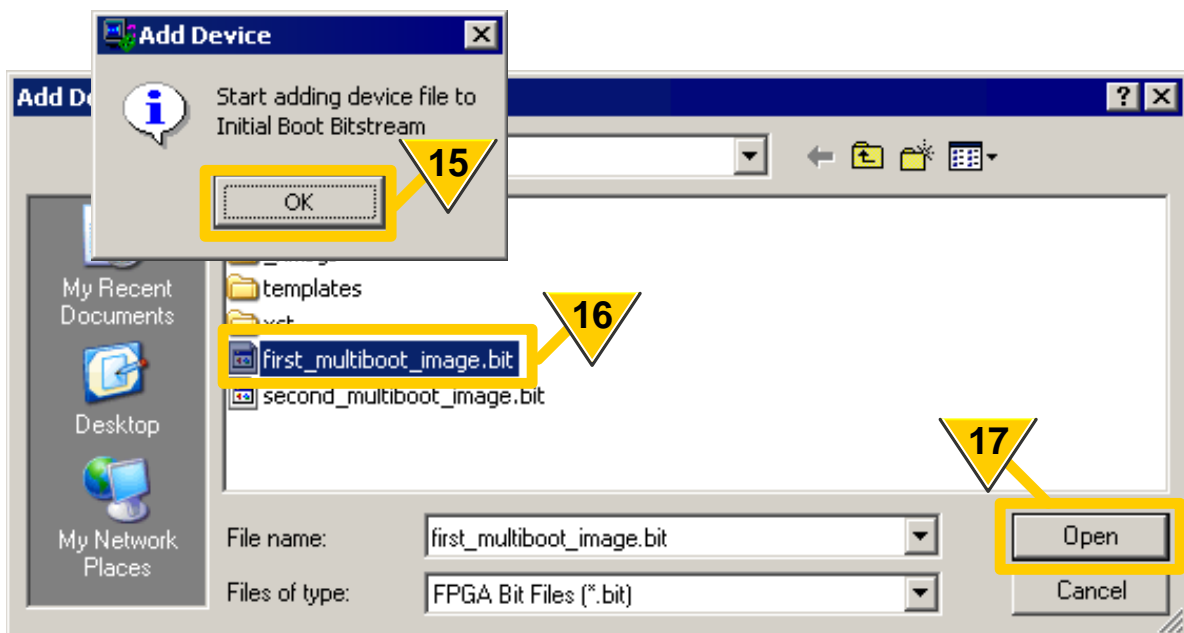 Add Device
Start adding device file to
Initial Boot Bitstream
15
OK
Add De
My Recent
Documents
Desktop
My Network
Places
templates
16
first_multiboot_image.bit
second_multiboot_image.bit
17
File name:
first_multiboot_image.bit
Open
Files of type:
FPGA Bit Files (*.bit)
Cancel